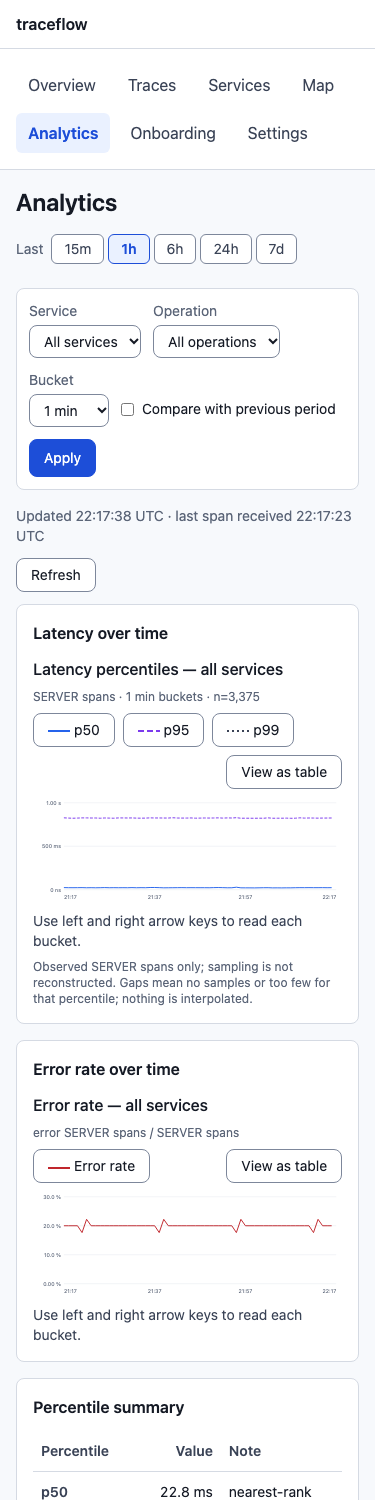 traceflow
Overview Traces Services Map
Analytics Onboarding Settings
Analytics
Last 15m 1h 6h 24h 7d
Service Operation
All services All operations
Bucket
1 min Compare with previous period
Apply
Updated 22:17:38 UTC · last span received 22:17:23
UTC
Refresh
Latency over time
Latency percentiles — all services
SERVER spans · 1 min buckets · n=3,375
p50 p95 p99
View as table
1.00 s
500 ms
0 ns
21:17 21:37 21:57 22:17
Use left and right arrow keys to read each
bucket.
Observed SERVER spans only; sampling is not
reconstructed. Gaps mean no samples or too few for
that percentile; nothing is interpolated.
Error rate over time
Error rate — all services
error SERVER spans / SERVER spans
Error rate View as table
30.0 %
20.0 %
10.0 %
0.00 %
21:17 21:37 21:57 22:17
Use left and right arrow keys to read each
bucket.
Percentile summary
Percentile Value Note
p50 22.8 ms nearest-rank